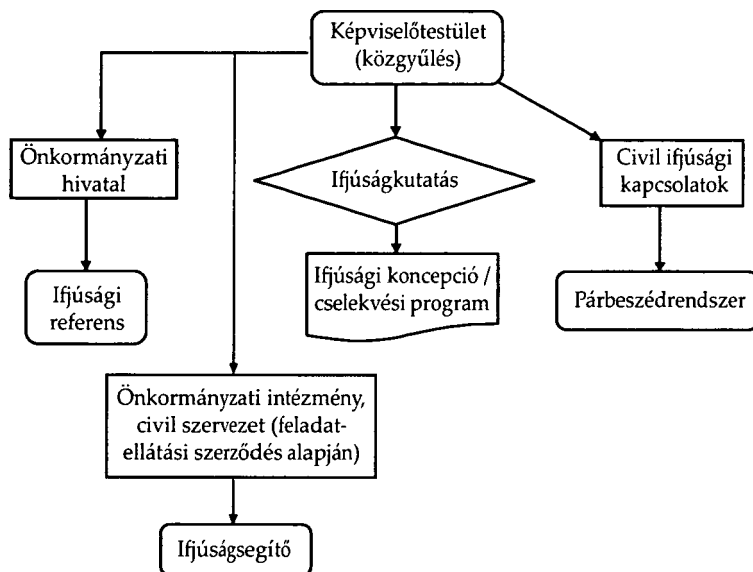 Képviselőtestület
(közgyűlés)
Önkormányzati
hivatal
Ifjúságkutatás
Civil ifjúsági
kapcsolatok
Ifjúsági
referens
Ifjúsági koncepció /
cselekvési program
Párbeszédrendszer
Önkormányzati intézmény,
civil szervezet (feladat-
ellátási szerződés alapján)
Ifjúságsegítő